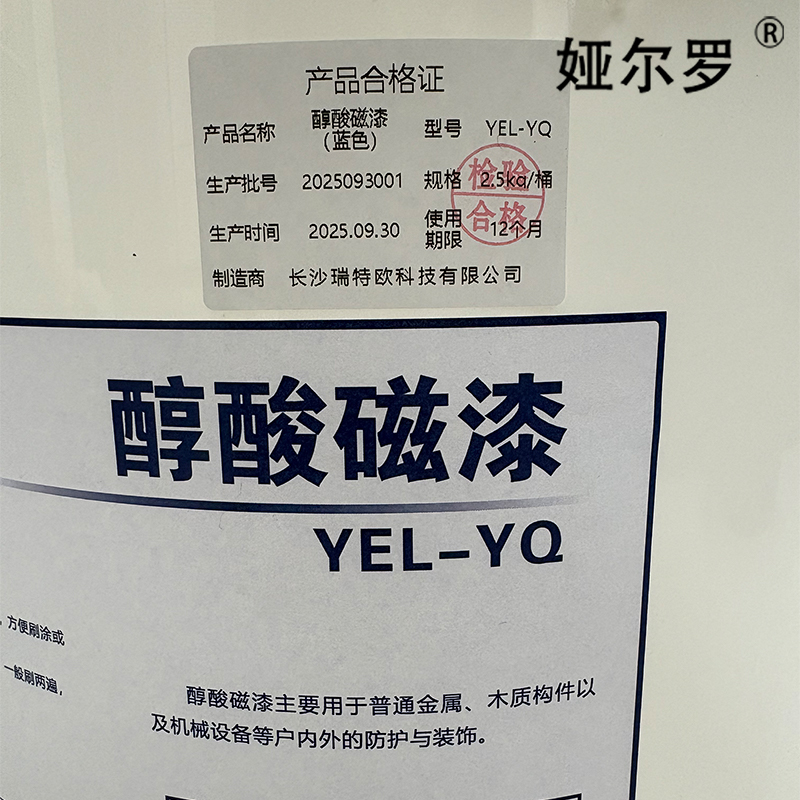 娅尔罗®
产品合格证
产品名称 醇酸磁漆（蓝色） 型号 YEL-YQ
生产批号 2025093001 规格 2.5kg/桶
生产时间 2025.09.30 使用期限 12个月
检验
合格
制造商 长沙瑞特欧科技有限公司
醇酸磁漆
YEL-YQ
，方便刷涂或
一般刷两遍，
醇酸磁漆主要用于普通金属、木质构件以
及机械设备等户内外的防护与装饰。